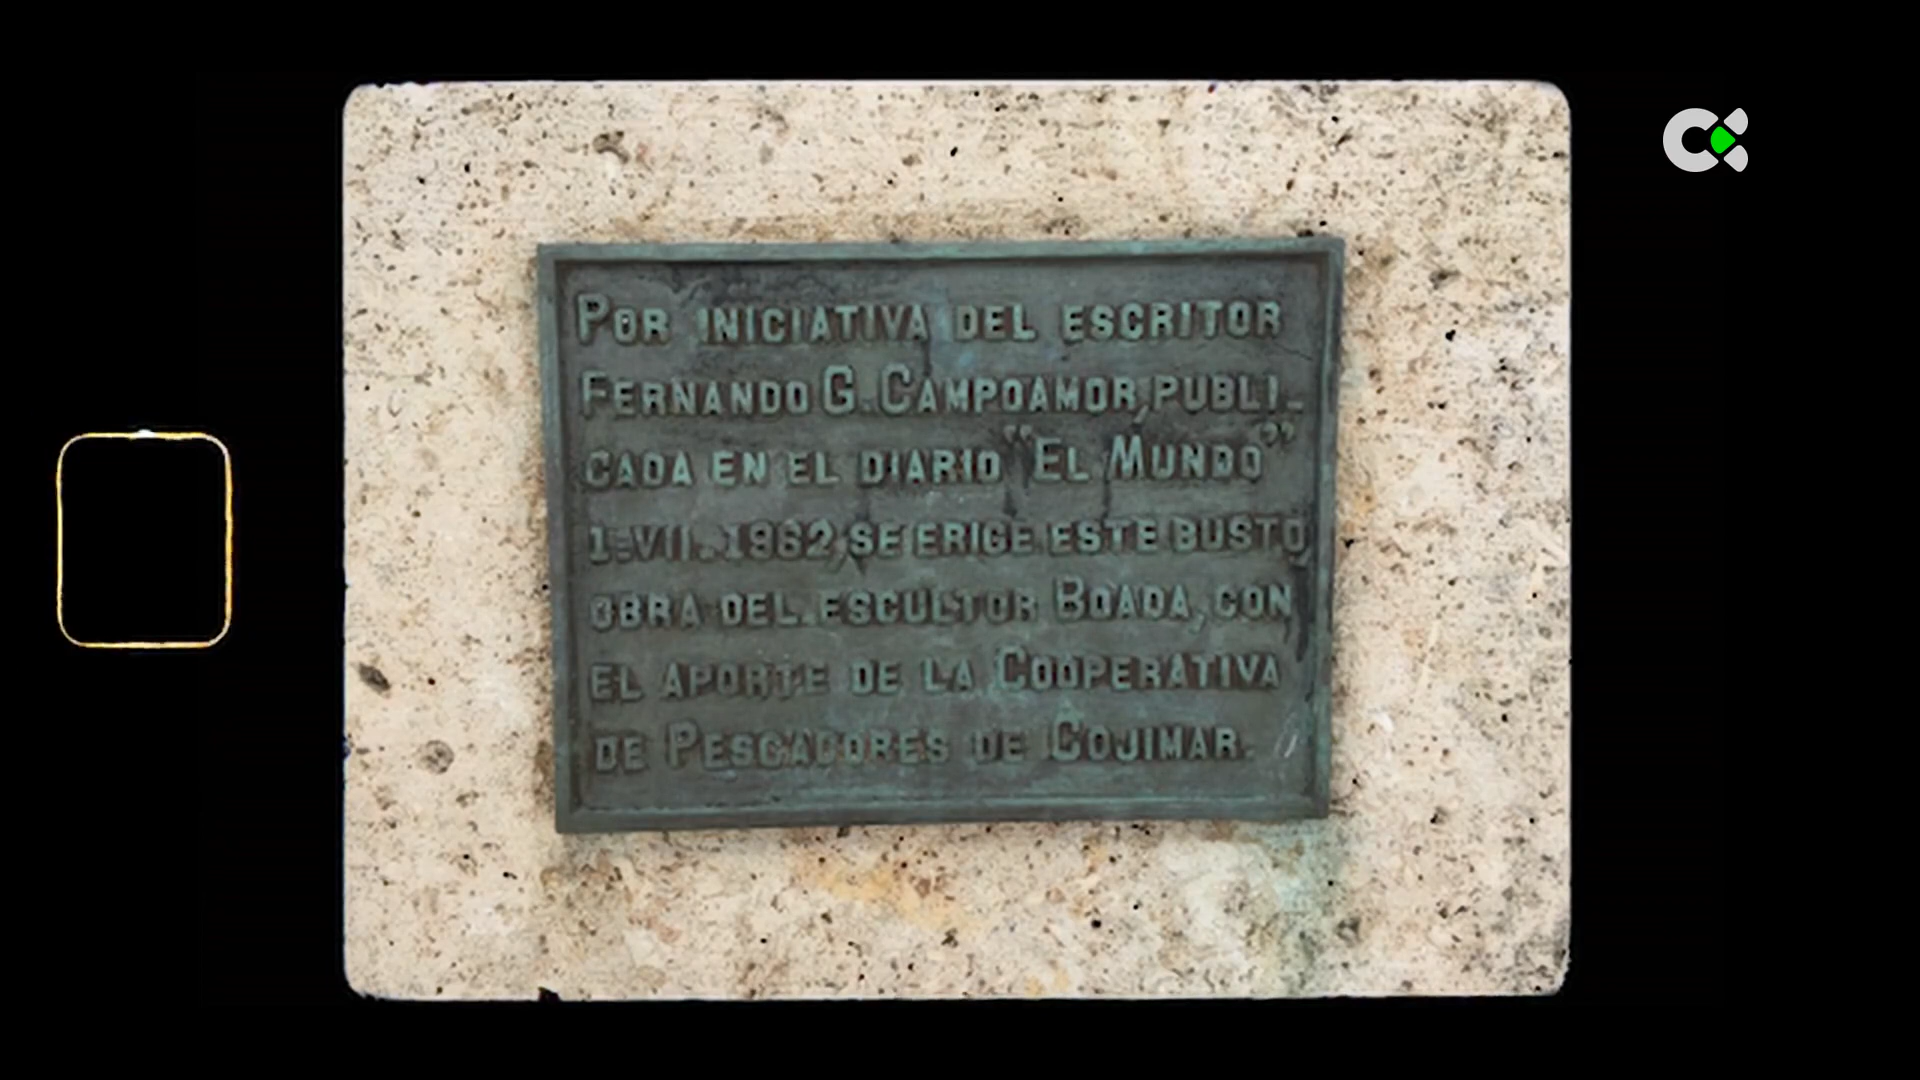 POR INICIATIVA DEL ESCRITOR
FERNANDO G. CAMPOAMOR, PUBLI-
CADA EN EL DIARIO "EL MUNDO"
1-VII-1962, SE ERIGE ESTE BUSTO,
OBRA DEL ESCULTOR BOADA, CON
EL APORTE DE LA COOPERATIVA
DE PESCADORES DE COJIMAR.